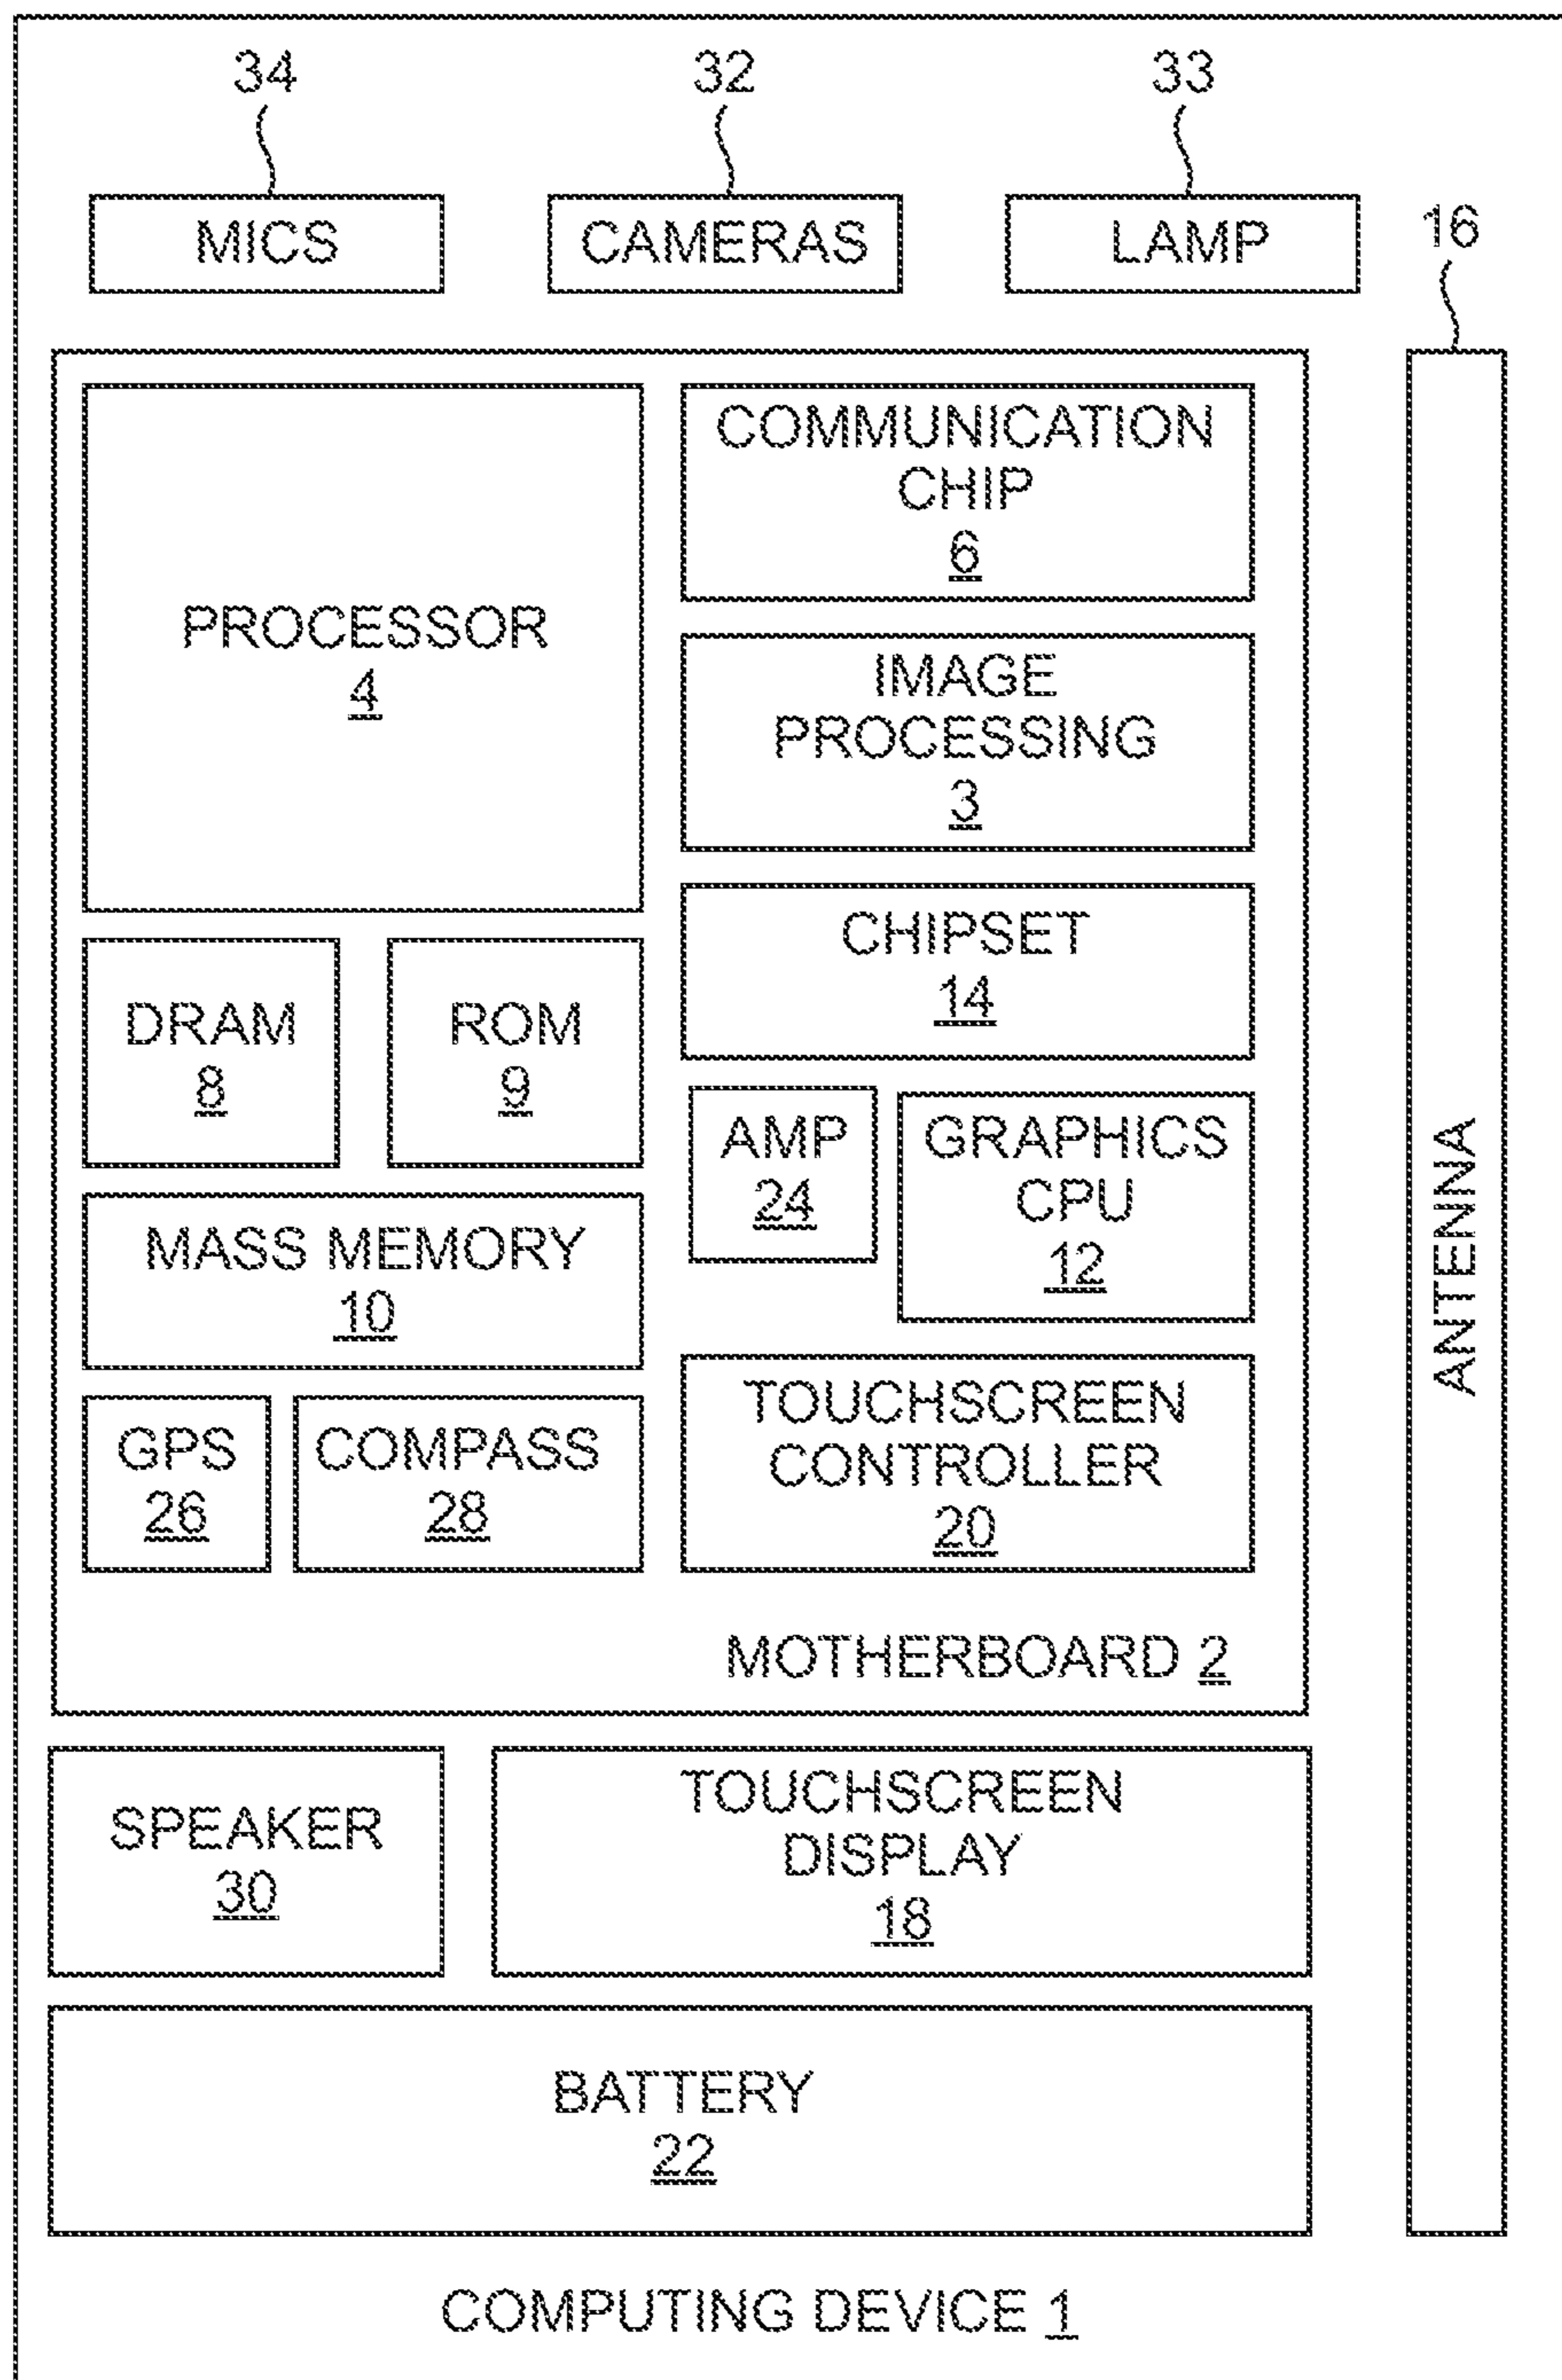 34
32
33
MICS
CAMERAS
LAMP
16
PROCESSOR
4
COMMUNICATION
CHIP
6
IMAGE
PROCESSING
3
CHIPSET
14
DRAM
8
ROM
9
AMP
24
GRAPHICS
CPU
12
MASS MEMORY
10
GPS
26
COMPASS
28
TOUCHSCREEN
CONTROLLER
20
MOTHERBOARD 2
ANTENNA
SPEAKER
30
TOUCHSCREEN
DISPLAY
18
BATTERY
22
COMPUTING DEVICE 1